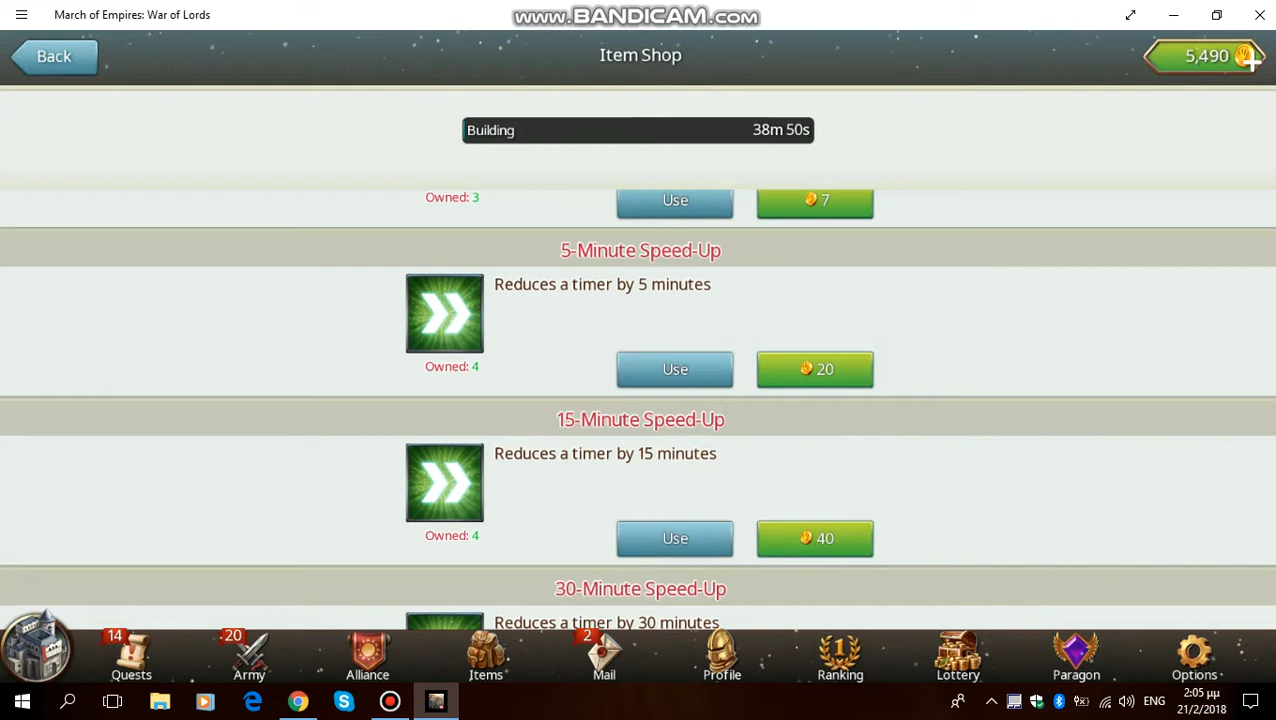 March of Empires: War of Lords
www.BANDICAM.com
Back
Item Shop
5,490
Building 38m 50s
Owned: 3
Use
7
5-Minute Speed-Up
Reduces a timer by 5 minutes
Owned: 4
Use
20
15-Minute Speed-Up
Reduces a timer by 15 minutes
Owned: 4
Use
40
30-Minute Speed-Up
Reduces a timer by 30 minutes
14
20
2
1
Quests
Army
Alliance
Items
Mail
Profile
Ranking
Lottery
Paragon
Options
ENG
2:05 μμ
21/2/2018